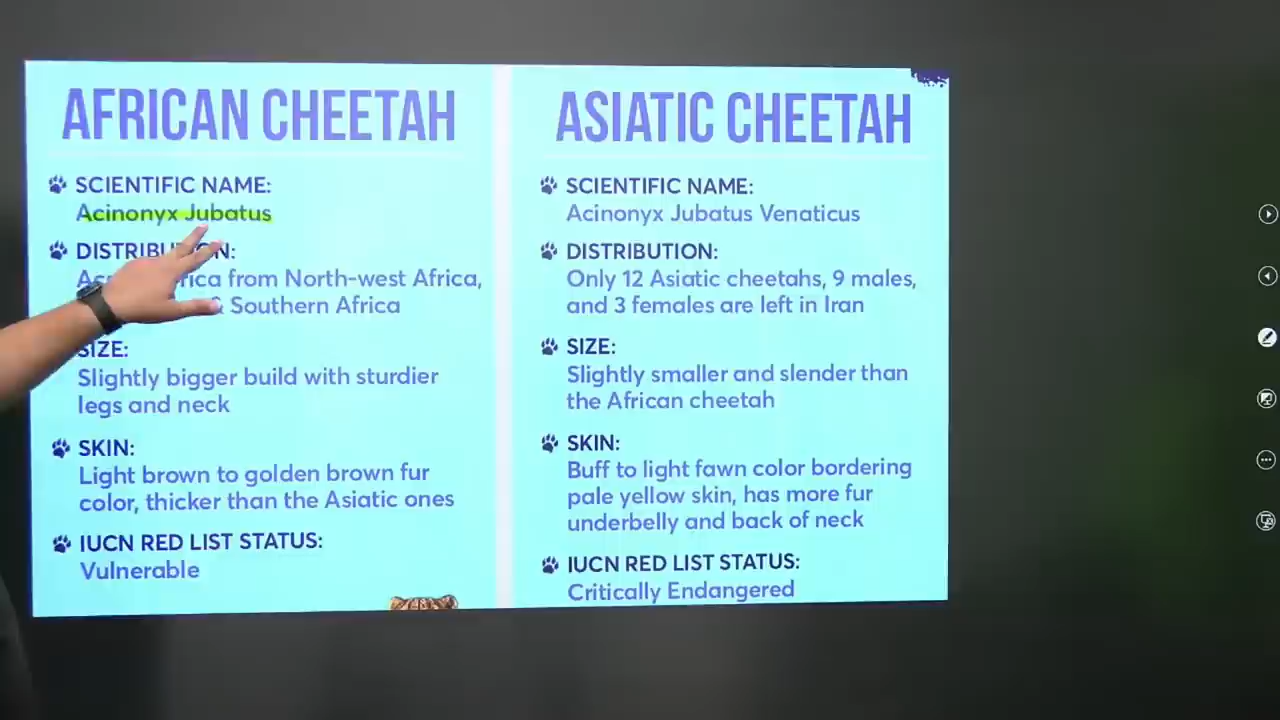 AFRICAN CHEETAH
SCIENTIFIC NAME:
Acinonyx Jubatus
DISTRIBUTION:
from North-west Africa,
& Southern Africa
SIZE:
Slightly bigger build with sturdier
legs and neck
SKIN:
Light brown to golden brown fur
color, thicker than the Asiatic ones
IUCN RED LIST STATUS:
Vulnerable
ASIATIC CHEETAH
SCIENTIFIC NAME:
Acinonyx Jubatus Venaticus
DISTRIBUTION:
Only 12 Asiatic cheetahs, 9 males,
and 3 females are left in Iran
SIZE:
Slightly smaller and slender than
the African cheetah
SKIN:
Buff to light fawn color bordering
pale yellow skin, has more fur
underbelly and back of neck
IUCN RED LIST STATUS:
Critically Endangered